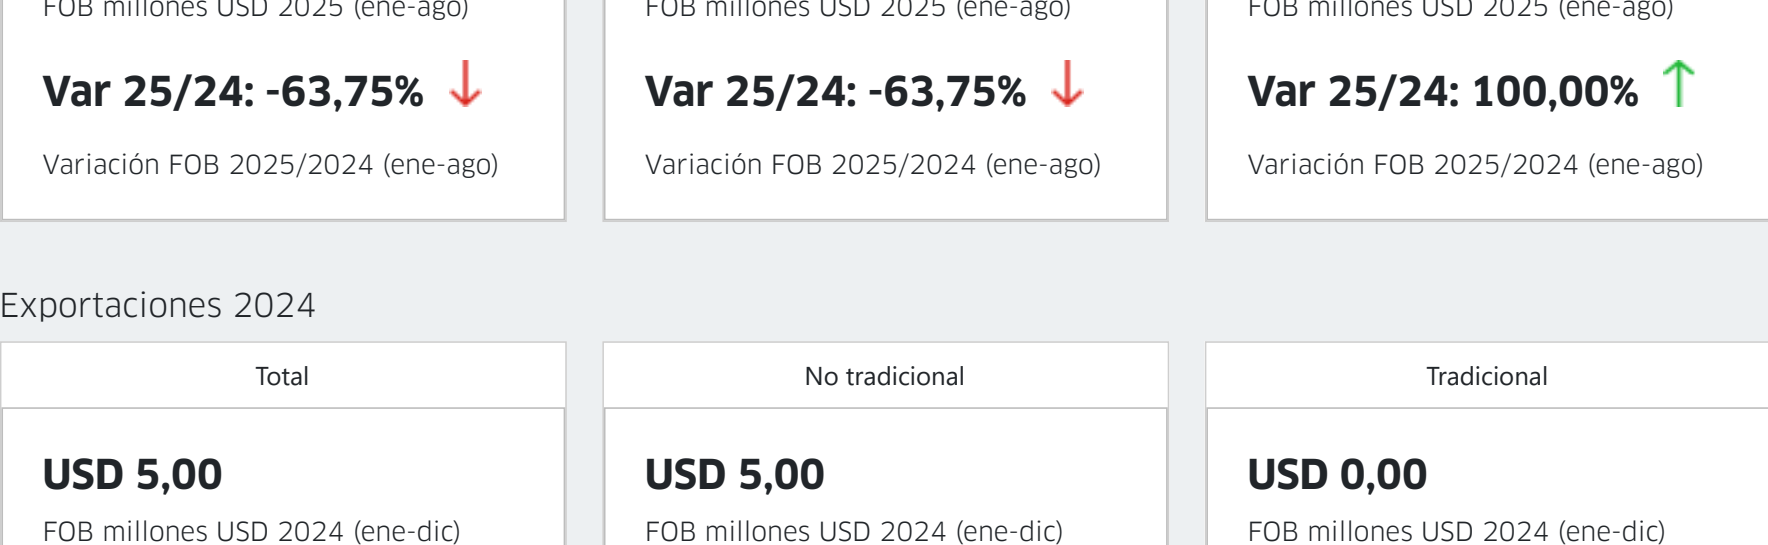 FOB millones USD 2025 (ene-ago)
FOB millones USD 2025 (ene-ago)
FOB millones USD 2025 (ene-ago)
Var 25/24: -63,75%
Var 25/24: -63,75%
Var 25/24: 100,00%
Variación FOB 2025/2024 (ene-ago)
Variación FOB 2025/2024 (ene-ago)
Variación FOB 2025/2024 (ene-ago)
Exportaciones 2024
Total
No tradicional
Tradicional
USD 5,00
USD 5,00
USD 0,00
FOB millones USD 2024 (ene-dic)
FOB millones USD 2024 (ene-dic)
FOB millones USD 2024 (ene-dic)